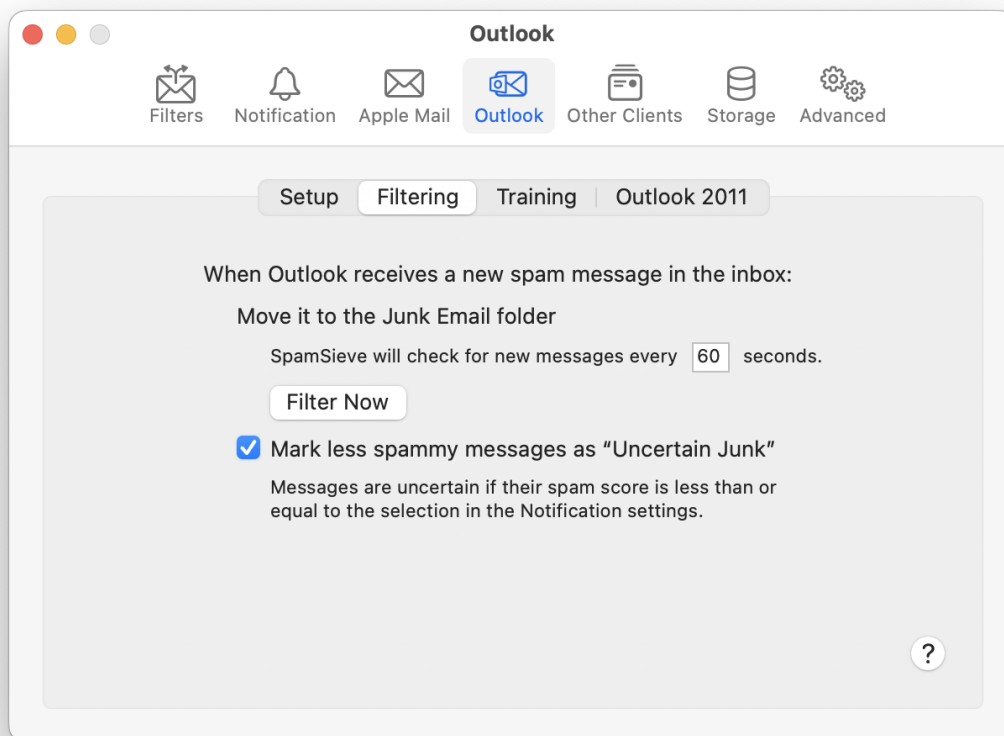 Outlook
Filters Notification Apple Mail Outlook Other Clients Storage Advanced
Setup Filtering Training Outlook 2011
When Outlook receives a new spam message in the inbox:
Move it to the Junk Email folder
SpamSieve will check for new messages every 60 seconds.
Filter Now
Mark less spammy messages as “Uncertain Junk”
Messages are uncertain if their spam score is less than or
equal to the selection in the Notification settings.
?